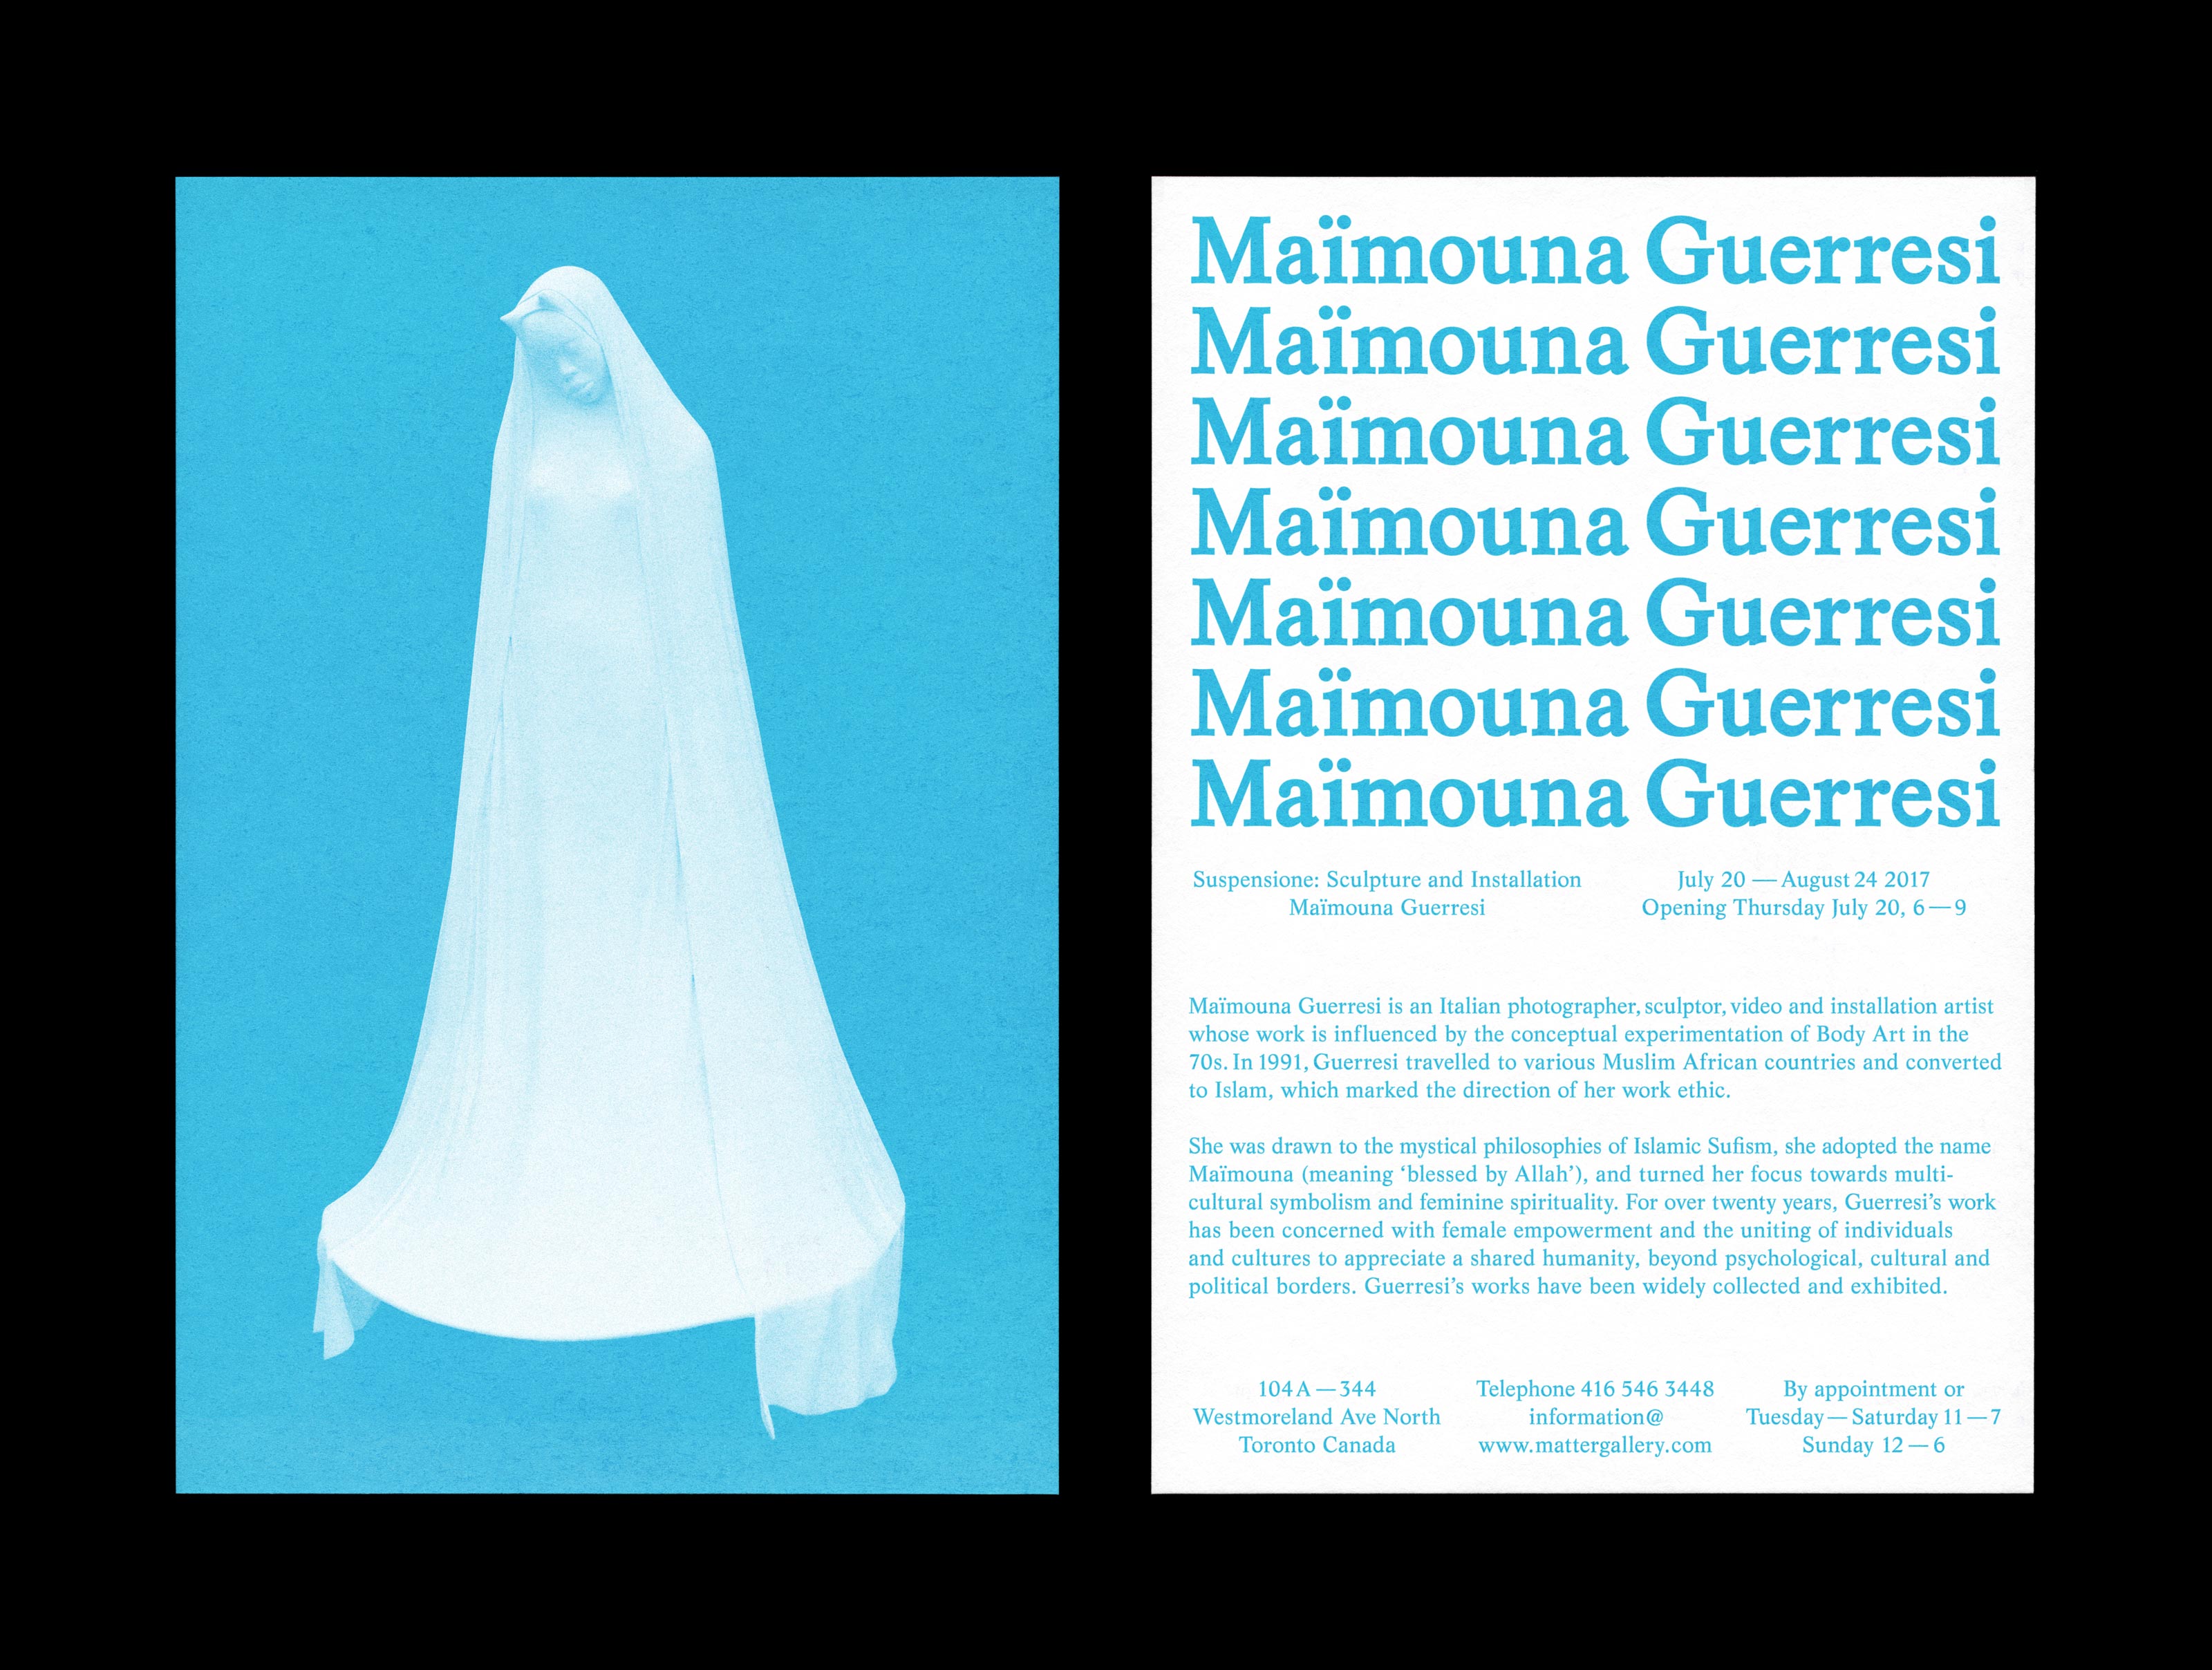 Maïmouna Guerresi
Maïmouna Guerresi
Maïmouna Guerresi
Maïmouna Guerresi
Maïmouna Guerresi
Maïmouna Guerresi
Maïmouna Guerresi
Suspensione: Sculpture and Installation
Maïmouna Guerresi
July 20 — August 24 2017
Opening Thursday July 20, 6 — 9
Maïmouna Guerresi is an Italian photographer, sculptor, video and installation artist
whose work is influenced by the conceptual experimentation of Body Art in the
70s. In 1991, Guerresi travelled to various Muslim African countries and converted
to Islam, which marked the direction of her work ethic.
She was drawn to the mystical philosophies of Islamic Sufism, she adopted the name
Maïmouna (meaning ‘blessed by Allah’), and turned her focus towards multi-
cultural symbolism and feminine spirituality. For over twenty years, Guerresi’s work
has been concerned with female empowerment and the uniting of individuals
and cultures to appreciate a shared humanity, beyond psychological, cultural and
political borders. Guerresi’s works have been widely collected and exhibited.
104 A — 344
Westmoreland Ave North
Toronto Canada
Telephone 416 546 3448
information@
www.mattergallery.com
By appointment or
Tuesday — Saturday 11 — 7
Sunday 12 — 6